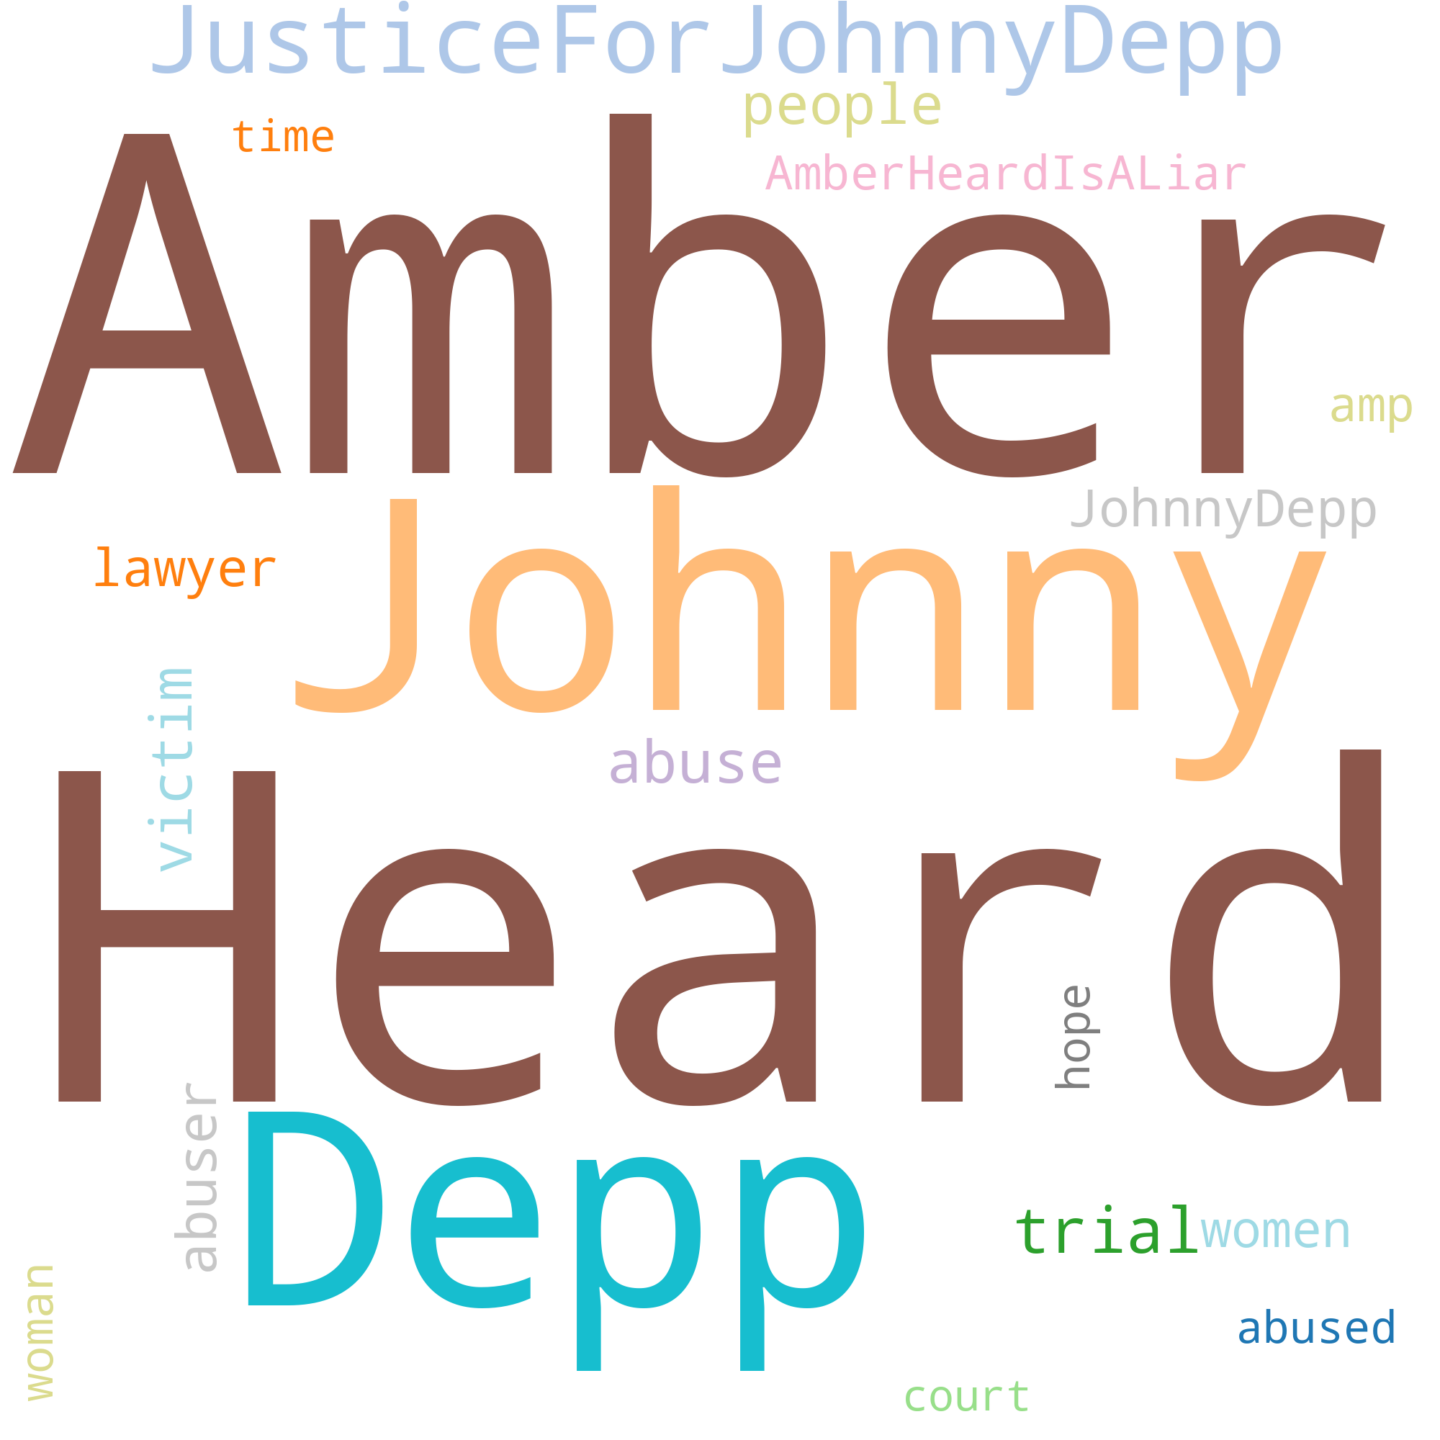 JusticeForJohnnyDepp
people
time
AmberHeardIsALiar
Amber
amp
JohnnyDepp
lawyer
Johnny
victim
abuse
Heard
hope
abuser
Depp
trial
women
woman
abused
court